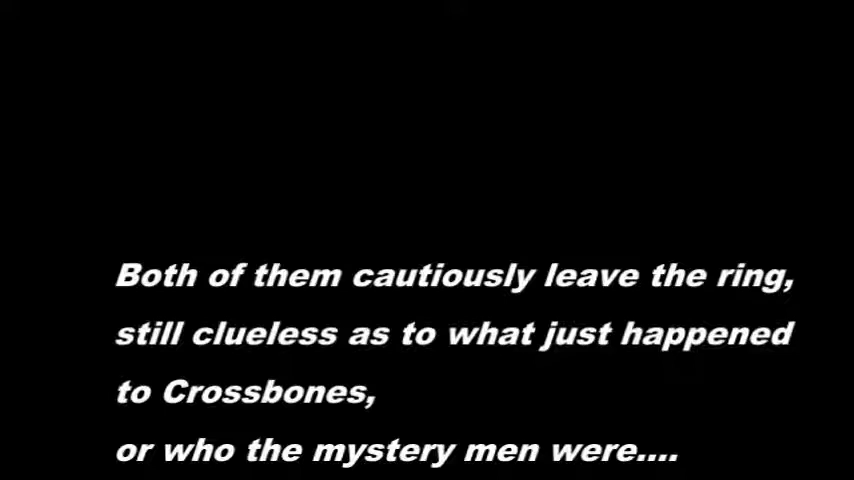 Both of them cautiously leave the ring,
still clueless as to what just happened
to Crossbones,
or who the mystery men were....